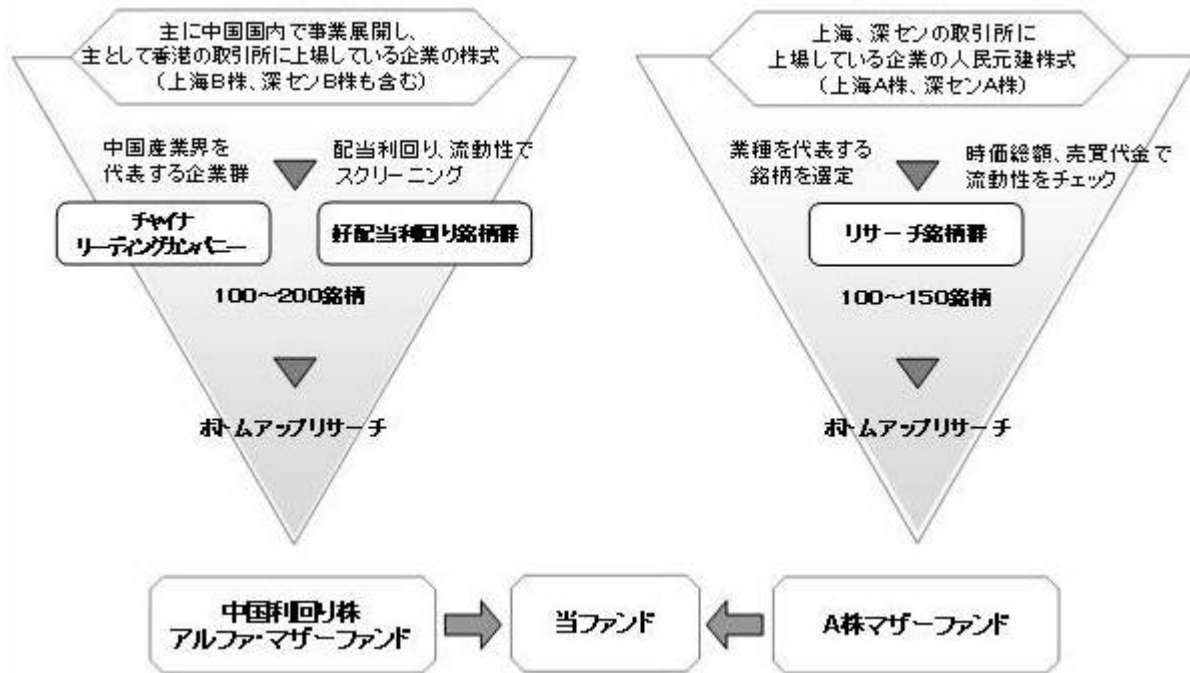 主に中国国内で事業展開し、
主として香港の取引所に上場している企業の株式
(上海B株、深センB株も含む)
中国産業界を
代表する企業群
配当利回り、流動性で
スクリーニング
チャイナ
リーディングカンパニー
好配当利回り銘柄群
100～200銘柄
ボトムアップリサーチ
上海、深センの取引所に
上場している企業の人民元建株式
(上海A株、深センA株)
業種を代表する
銘柄を選定
時価総額、売買代金で
流動性をチェック
リサーチ銘柄群
100～150銘柄
ボトムアップリサーチ
中国利回り株
アルファ・マザーファンド
当ファンド
A株マザーファンド